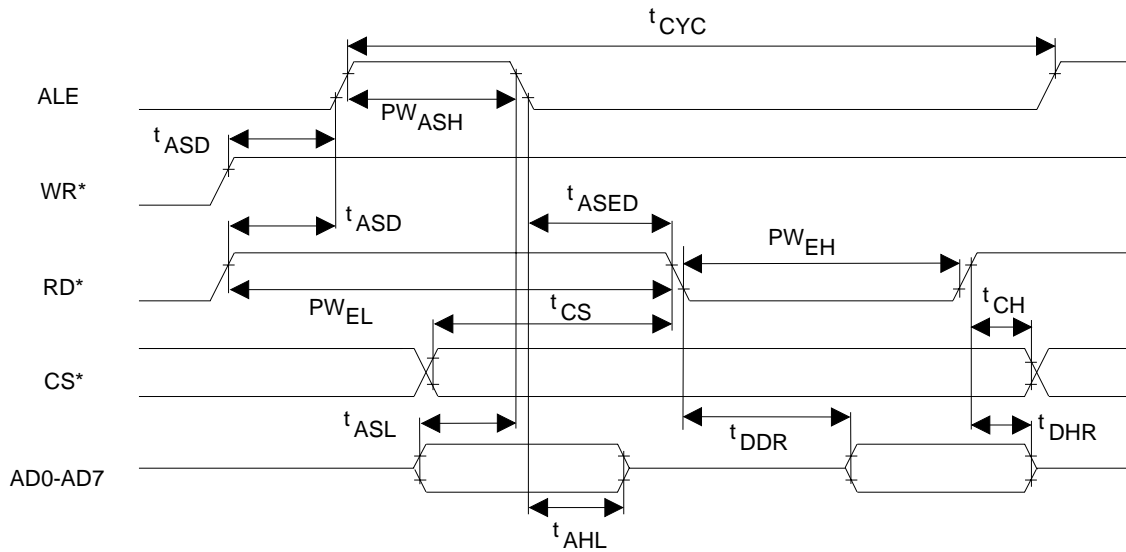 tCYC
ALE
PWASH
tASD
WR*
tASED
tASD
PWEH
RD*
tCH
PWEL
tCS
CS*
tASL
tDDR
tDHR
AD0-AD7
tAHL